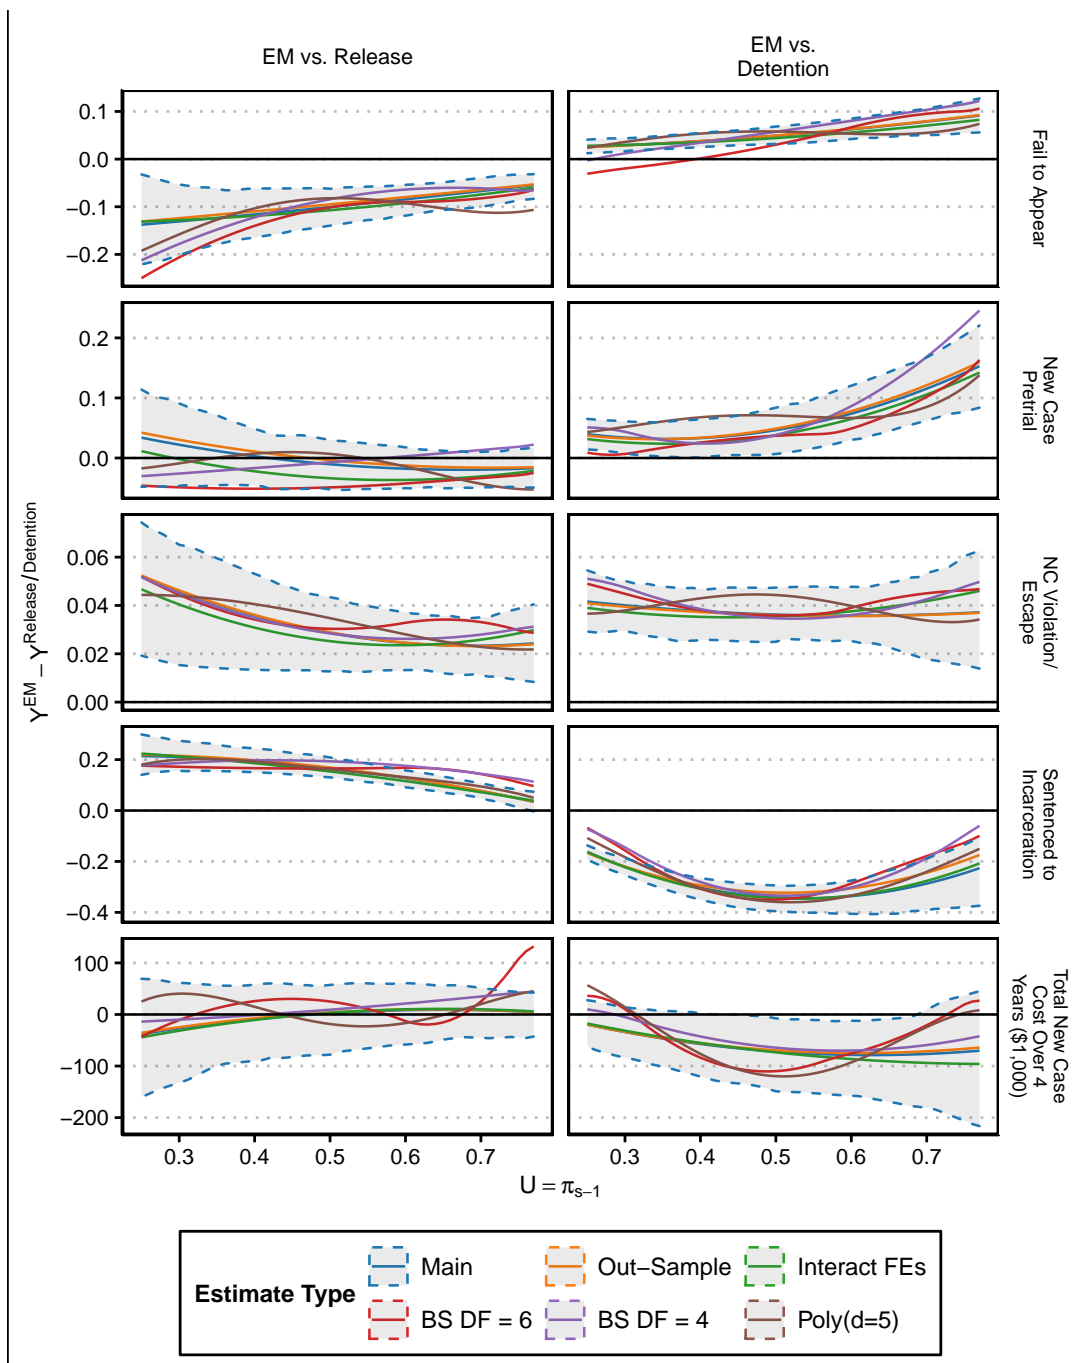 EM vs. Release
EM vs.
Detention
0.1
0.0
−0.1
−0.2
Fail to Appear
0.2
0.1
0.0
New Case
Pretrial
0.06
0.04
0.02
0.00
NC Violation/
Escape
0.2
0.0
−0.2
−0.4
Sentenced to
Incarceration
100
0
−100
−200
Total New Case
Cost Over 4
Years ($1,000)
Y^EM − Y^Release/Detention
0.3 0.4 0.5 0.6 0.7 0.3 0.4 0.5 0.6 0.7
U = π_s−1
Estimate Type
Main Out−Sample Interact FEs
BS DF = 6 BS DF = 4 Poly(d=5)